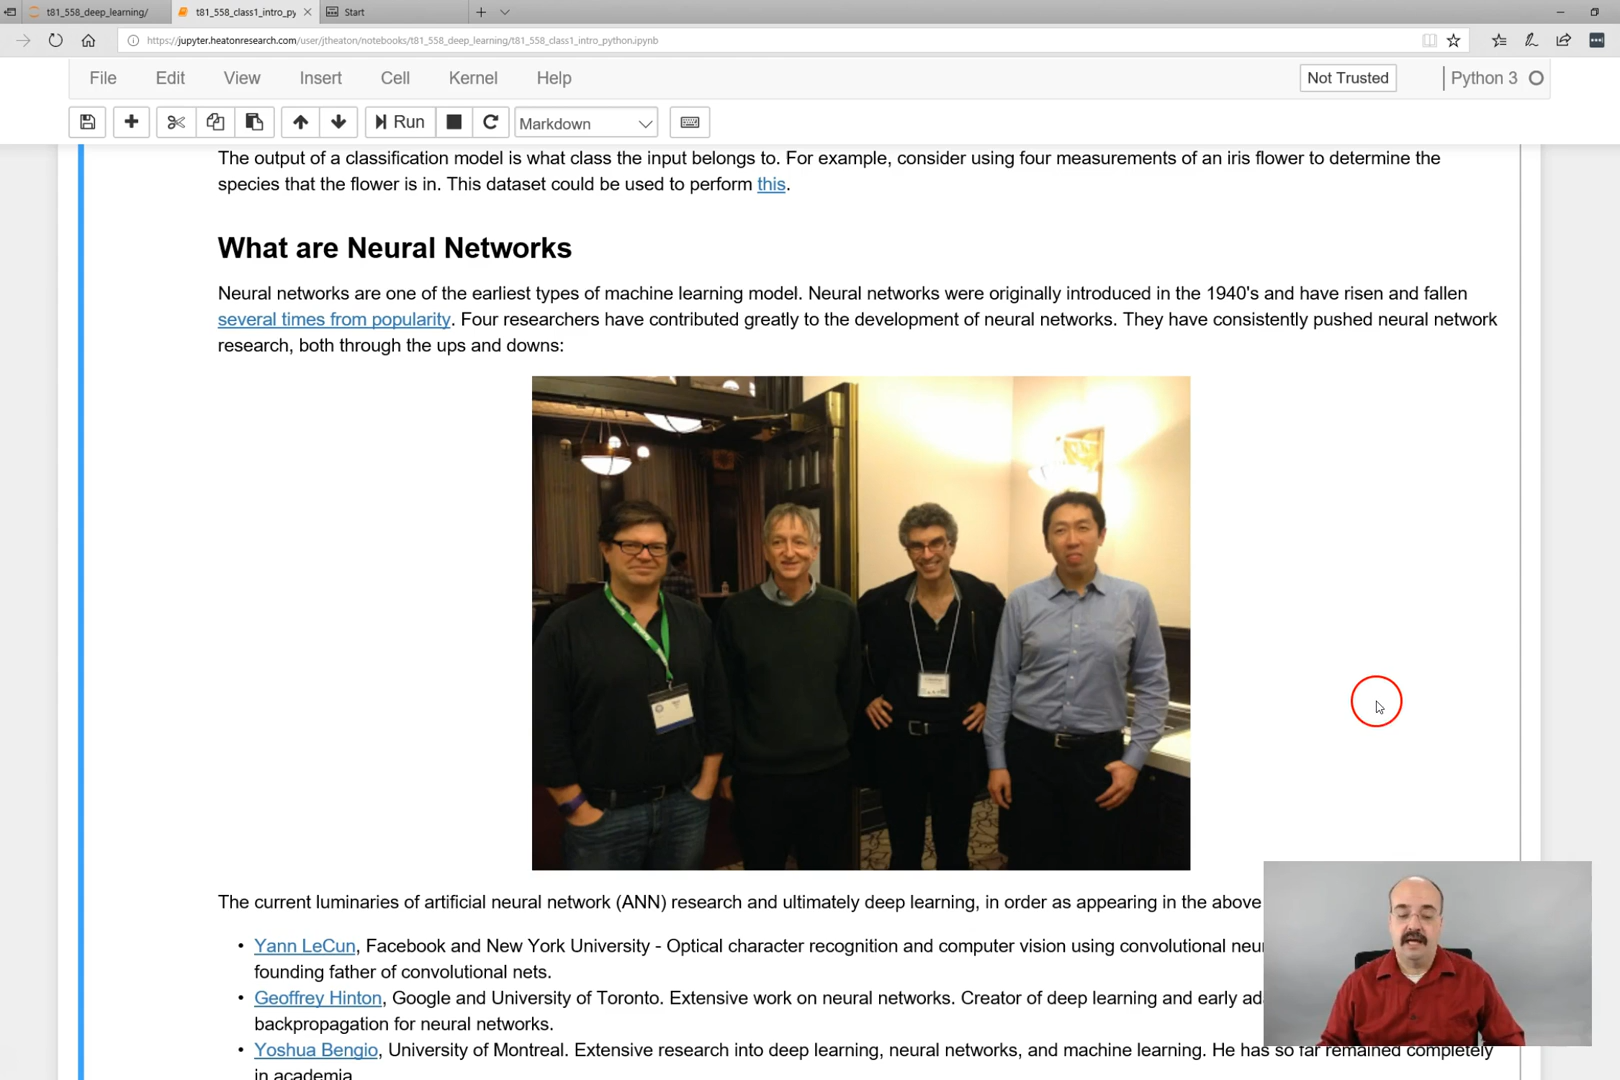 t81_558_deep_learning/
t81_558_class1_intro_py
Start
https://jupyter.heatonresearch.com/user/jtheaton/notebooks/t81_558_deep_learning/t81_558_class1_intro_python.ipynb
File Edit View Insert Cell Kernel Help Not Trusted Python 3
Run Markdown
The output of a classification model is what class the input belongs to. For example, consider using four measurements of an iris flower to determine the
species that the flower is in. This dataset could be used to perform this.
What are Neural Networks
Neural networks are one of the earliest types of machine learning model. Neural networks were originally introduced in the 1940's and have risen and fallen
several times from popularity. Four researchers have contributed greatly to the development of neural networks. They have consistently pushed neural network
research, both through the ups and downs:
The current luminaries of artificial neural network (ANN) research and ultimately deep learning, in order as appearing in the above
• Yann LeCun, Facebook and New York University - Optical character recognition and computer vision using convolutional neu
founding father of convolutional nets.
• Geoffrey Hinton, Google and University of Toronto. Extensive work on neural networks. Creator of deep learning and early ad
backpropagation for neural networks.
• Yoshua Bengio, University of Montreal. Extensive research into deep learning, neural networks, and machine learning. He has so far remained completely
in academia